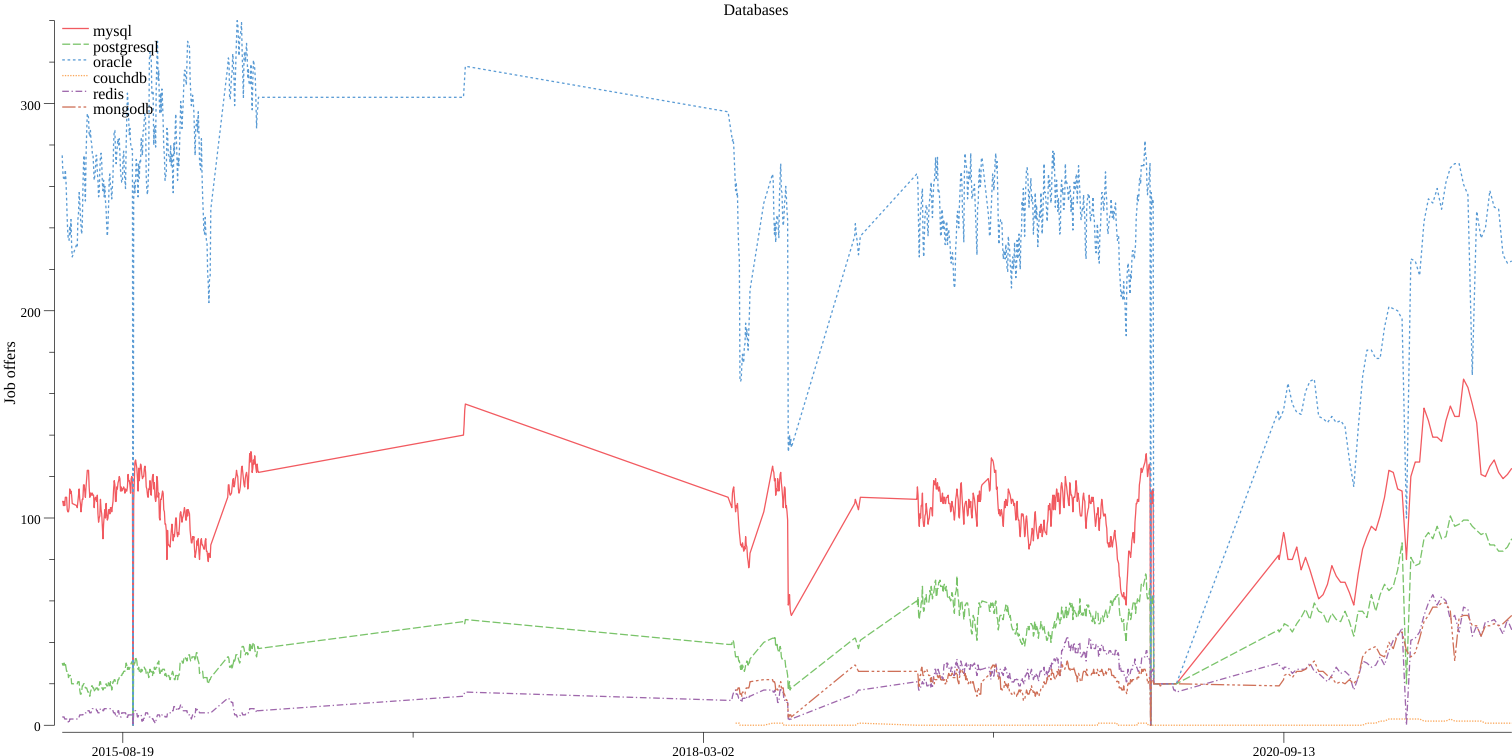 Databases
mysql
postgresql
oracle
couchdb
redis
mongodb
300
200
100
0
Job offers
2015-08-19
2018-03-02
2020-09-13